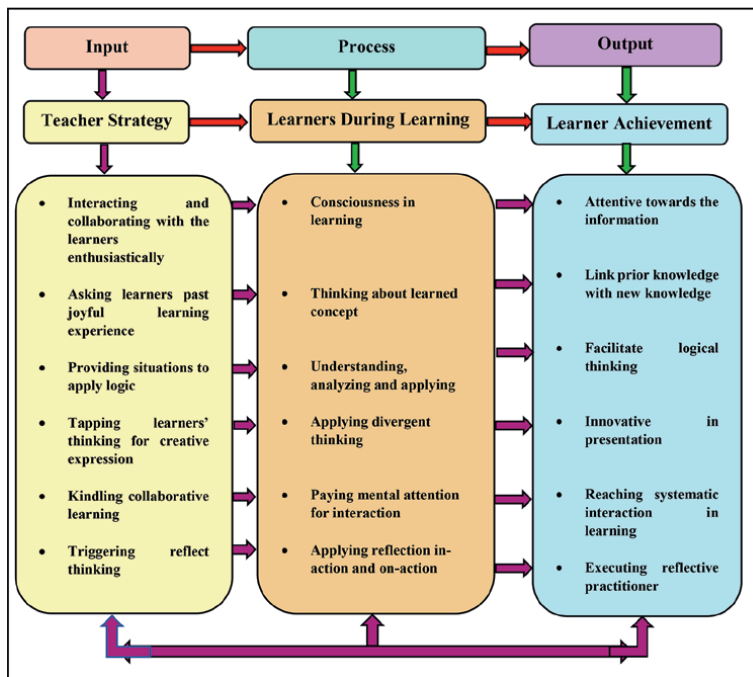 Input
Process
Output
Teacher Strategy
Learners During Learning
Learner Achievement
• Interacting and
collaborating with the
learners
enthusiastically
• Asking learners past
joyful learning
experience
• Providing situations to
apply logic
• Tapping learners’
thinking for creative
expression
• Kindling collaborative
learning
• Triggering reflect
thinking
• Consciousness in
learning
• Thinking about learned
concept
• Understanding,
analyzing and applying
• Applying divergent
thinking
• Paying mental attention
for interaction
• Applying reflection in-
action and on-action
• Attentive towards the
information
• Link prior knowledge
with new knowledge
• Facilitate logical
thinking
• Innovative in
presentation
• Reaching systematic
interaction in
learning
• Executing reflective
practitioner